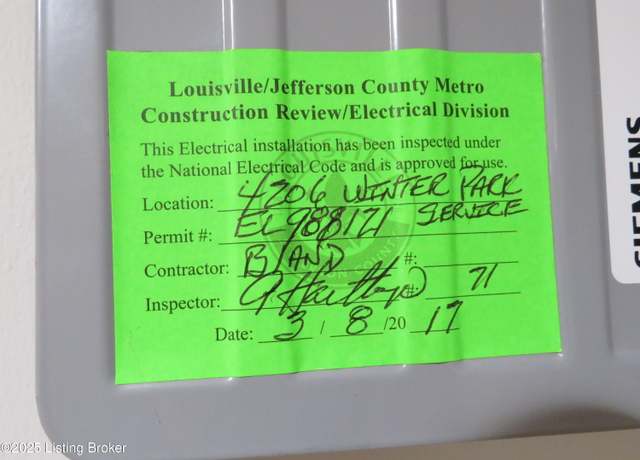 Louisville/Jefferson County Metro
Construction Review/Electrical Division
This Electrical installation has been inspected under
the National Electrical Code and is approved for use.
Location: 4206 WINTER PARK
Permit #: EL988121 SERVICE
Contractor: BLAND #:
Inspector: #: 71
Date: 3 / 8 /20 17
SIEMENS
©2025 Listing Broker